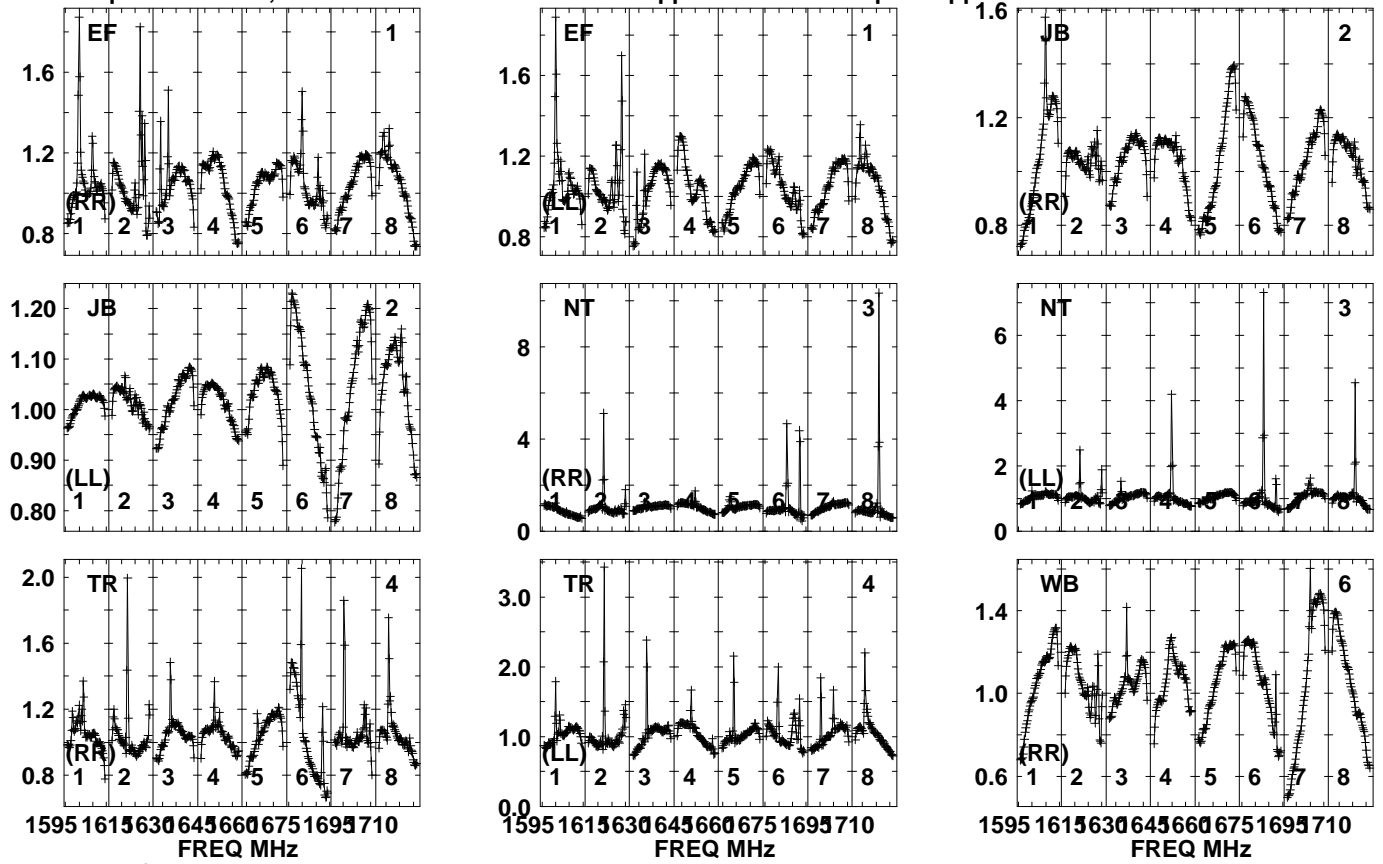 EF 1
1.6
1.2
0.8
(RR)
1 2 3 4 5 6 7 8
EF 1
1.6
1.2
0.8
(LL)
1 2 3 4 5 6 7 8
JB 2
1.6
1.2
0.8
(RR)
1 2 3 4 5 6 7 8
JB 2
1.20
1.10
1.00
0.90
0.80
(LL)
1 2 3 4 5 6 7 8
NT 3
8
4
0
(RR)
1 2 3 4 5 6 7 8
NT 3
6
4
2
0
(LL)
1 2 3 4 5 6 7 8
TR 4
2.0
1.6
1.2
0.8
(RR)
1 2 3 4 5 6 7 8
1595 1615 1630 1645 1660 1675 1695 1710
FREQ MHz
TR 4
3.0
2.0
1.0
0.0
(LL)
1 2 3 4 5 6 7 8
1595 1615 1630 1645 1660 1675 1695 1710
FREQ MHz
WB 6
1.4
1.0
0.6
(RR)
1 2 3 4 5 6 7 8
1595 1615 1630 1645 1660 1675 1695 1710
FREQ MHz